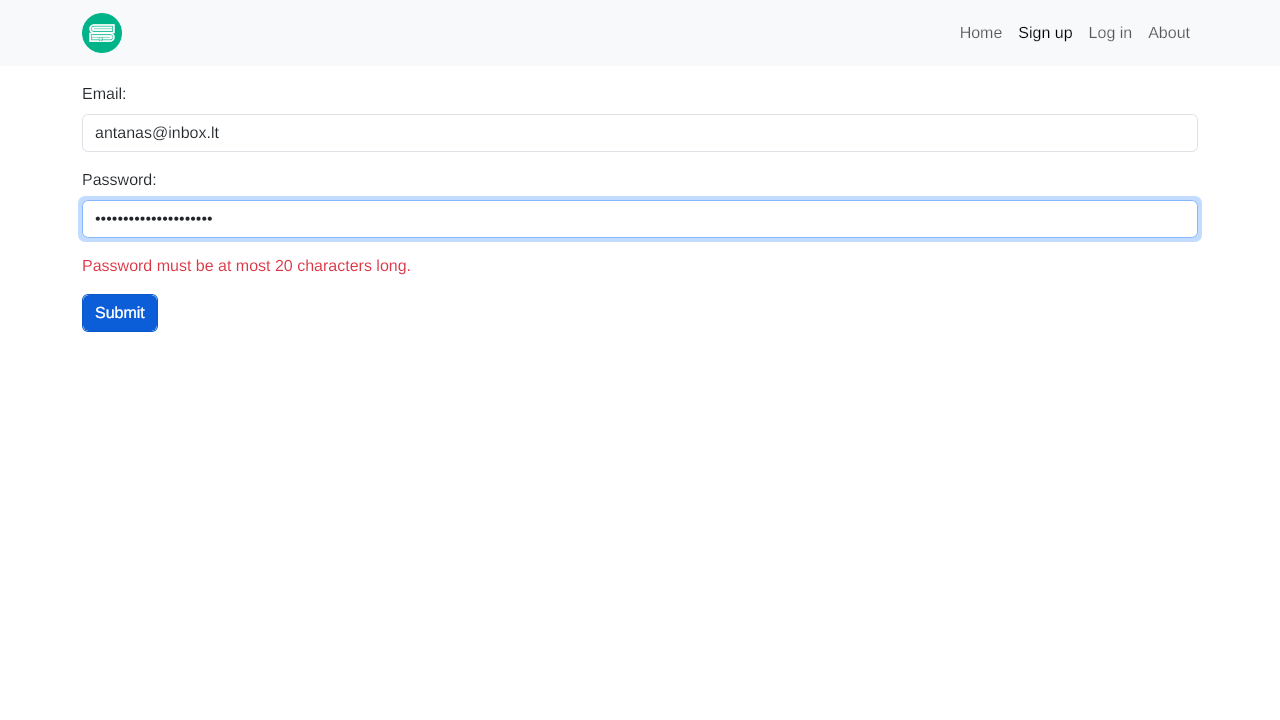 Home Sign up Log in About
Email:
antanas@inbox.lt
Password:
•••••••••••••••••••••
Password must be at most 20 characters long.
Submit